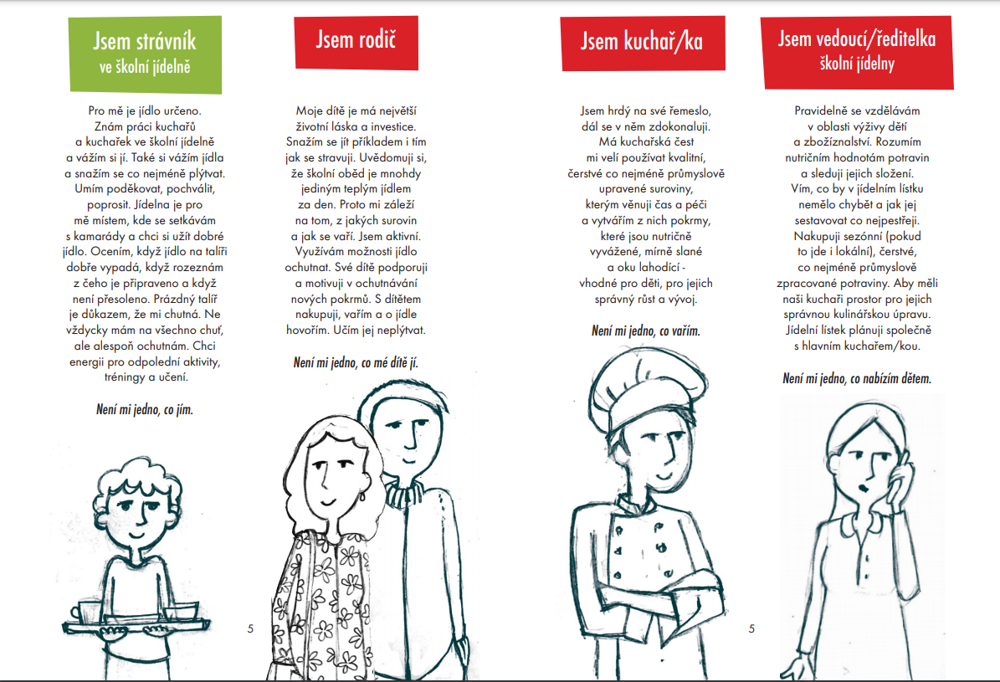 Jsem strávník
ve školní jídelně
Pro mě je jídlo určeno.
Znám práci kuchařů
a kuchařek ve školní jídelně
a vážím si jí. Také si vážím jídla
a snažím se co nejméně plýtvat.
Umím poděkovat, pochválit,
poprosit. Jídelna je pro
mě místem, kde se setkávám
s kamarády a chci si užít dobré
jídlo. Ocením, když jídlo na talíři
dobře vypadá, když rozeznám
z čeho je připraveno a když
není přesoleno. Prázdný talíř
je důkazem, že mi chutná. Ne
vždycky mám na všechno chuť,
ale alespoň ochutnám. Chci
energii pro odpolední aktivity,
tréningy a učení.
Není mi jedno, co jím.
Jsem rodič
Moje dítě je má největší
životní láska a investice.
Snažím se jít příkladem i tím
jak se stravuji. Uvědomuji si,
že školní oběd je mnohdy
jediným teplým jídlem
za den. Proto mi záleží
na tom, z jakých surovin
a jak se vaří. Jsem aktivní.
Využívám možnosti jídlo
ochutnat. Své dítě podporuji
a motivuji v ochutnávání
nových pokrmů. S dítětem
nakupuji, vařím a o jídle
hovořím. Učím jej neplýtvat.
Není mi jedno, co mé dítě jí.
5
Jsem kuchař/ka
Jsem hrdý na své řemeslo,
dál se v něm zdokonaluji.
Má kuchařská čest
mi velí používat kvalitní,
čerstvé co nejméně průmyslově
upravené suroviny,
kterým věnuji čas a péči
a vytvářím z nich pokrmy,
které jsou nutričně
vyvážené, mírně slané
a oku lahodící -
vhodné pro děti, pro jejich
správný růst a vývoj.
Není mi jedno, co vařím.
Jsem vedoucí/ředitelka
školní jídelny
Pravidelně se vzdělávám
v oblasti výživy dětí
a zbožíznalství. Rozumím
nutričním hodnotám potravin
a sleduji jejich složení.
Vím, co by v jídelním lístku
nemělo chybět a jak jej
sestavovat co nejpestřeji.
Nakupuji sezónní (pokud
to jde i lokální), čerstvé,
co nejméně průmyslově
zpracované potraviny. Aby měli
naši kuchaři prostor pro jejich
správnou kulinářskou úpravu.
Jídelní lístek plánuji společně
s hlavním kuchařem/kou.
Není mi jedno, co nabízím dětem.
5